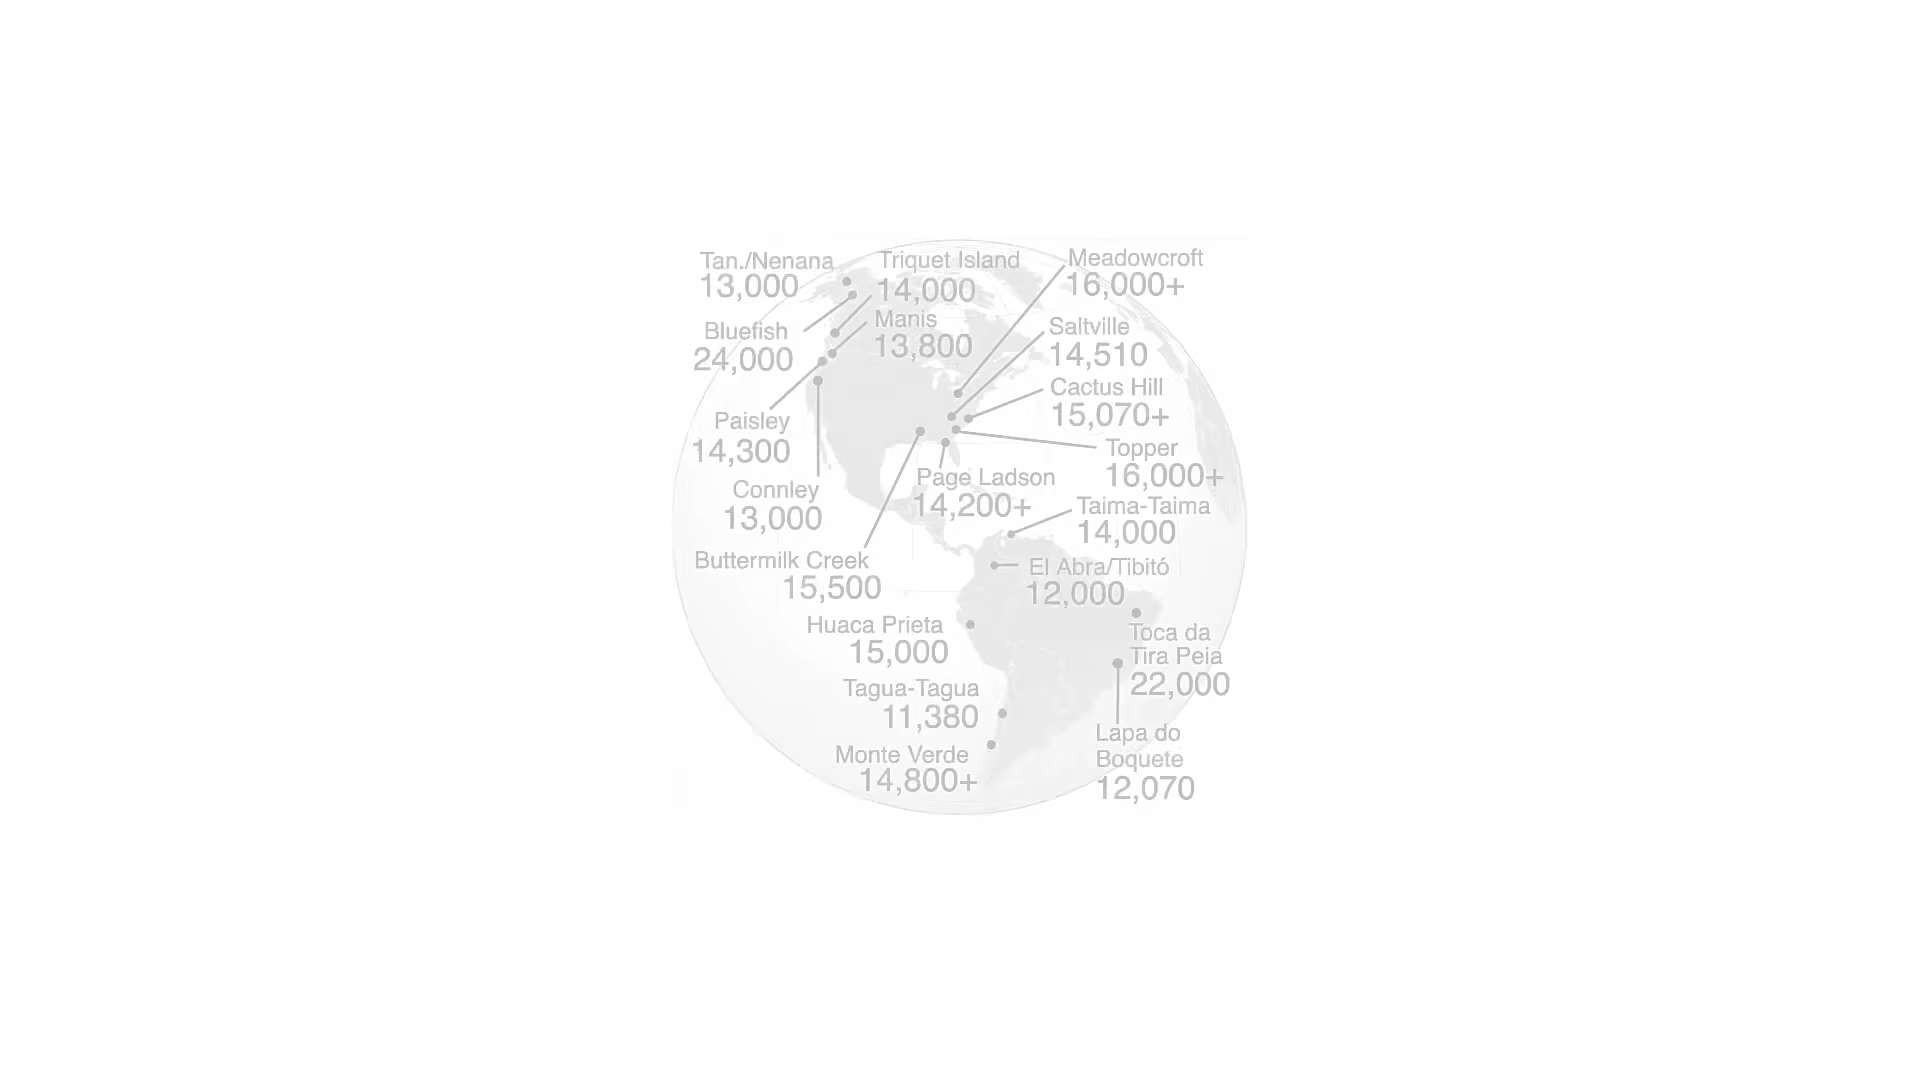 Tan./Nenana
13,000
Triquet Island
14,000
Meadowcroft
16,000+
Bluefish
24,000
Manis
13,800
Saltville
14,510
Cactus Hill
15,070+
Paisley
14,300
Topper
16,000+
Page Ladson
14,200+
Connley
13,000
Taima-Taima
14,000
Buttermilk Creek
15,500
El Abra/Tibitó
12,000
Huaca Prieta
15,000
Toca da
Tira Peia
22,000
Tagua-Tagua
11,380
Lapa do
Boquete
12,070
Monte Verde
14,800+